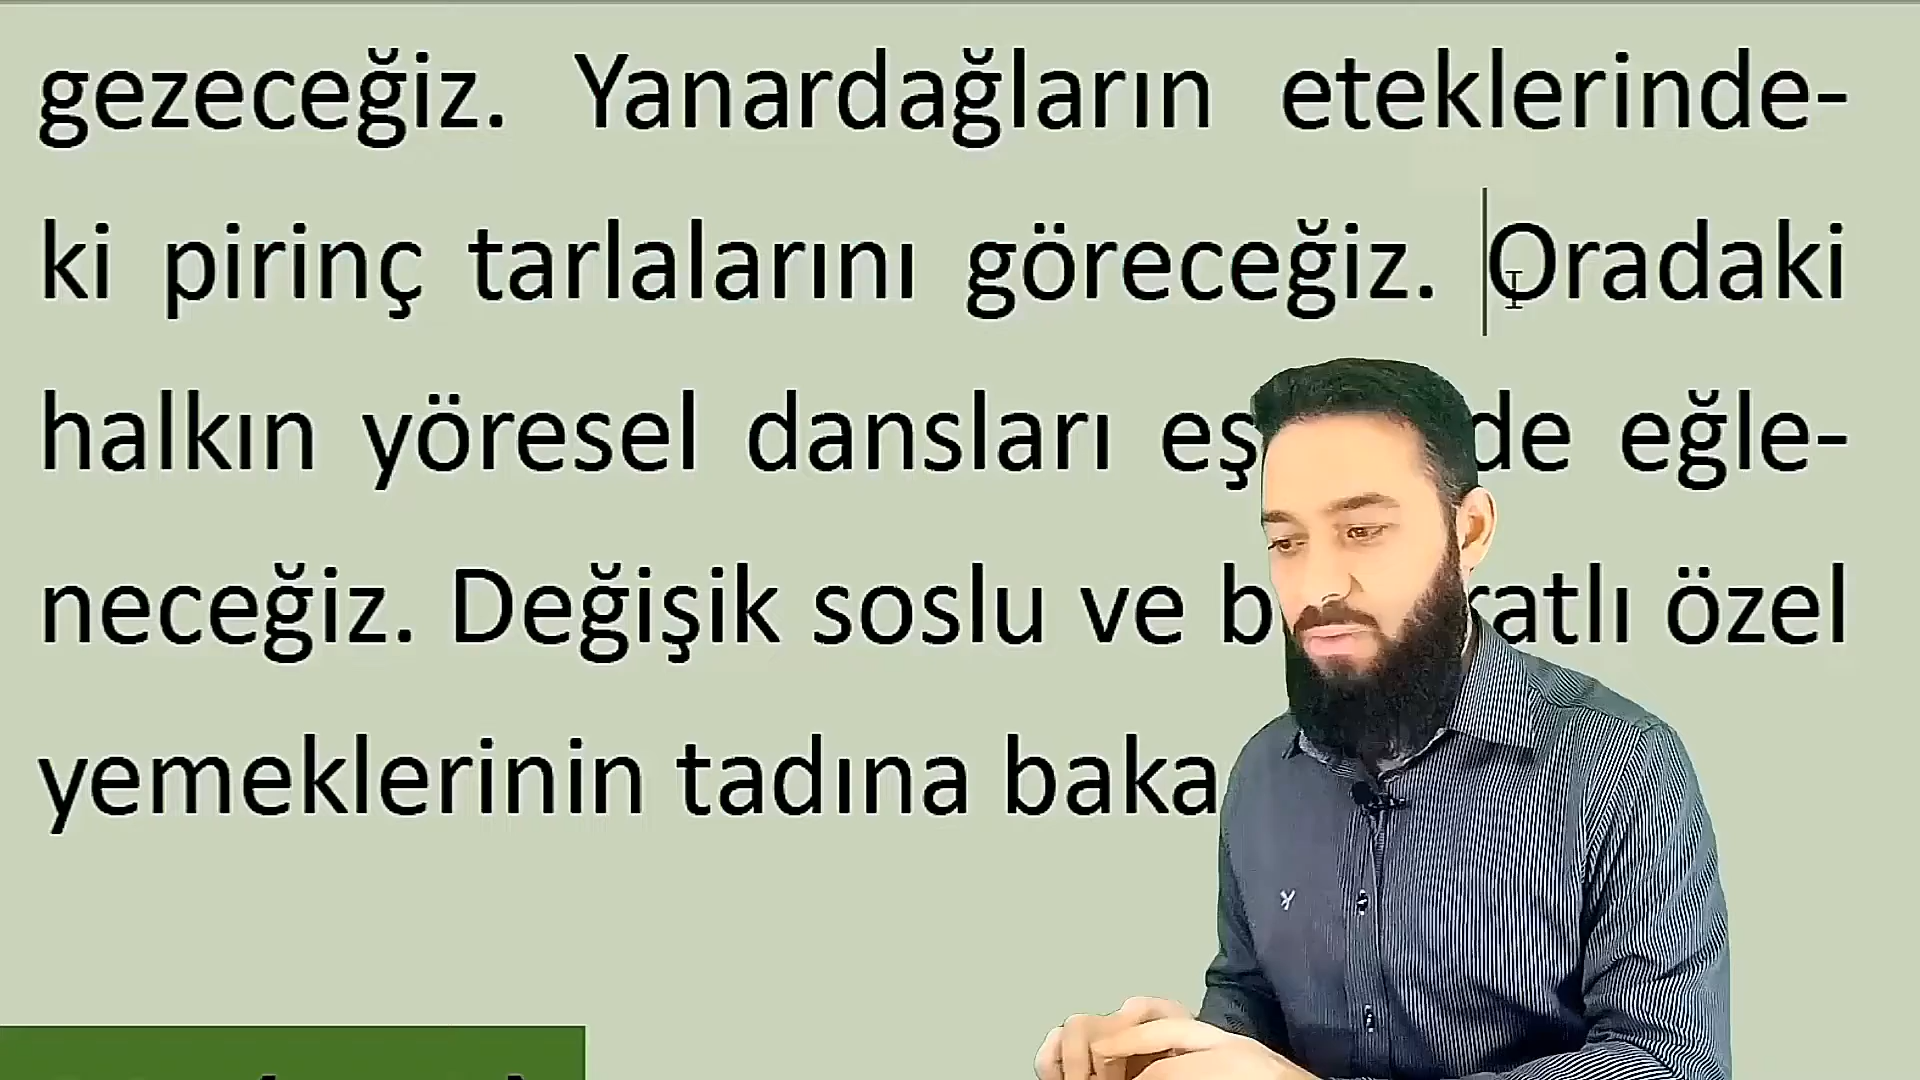 gezeceğiz. Yanardağların eteklerinde-
ki pirinç tarlalarını göreceğiz. Oradaki
halkın yöresel dansları eğle-
neceğiz. Değişik soslu ve özel
yemeklerinin tadına